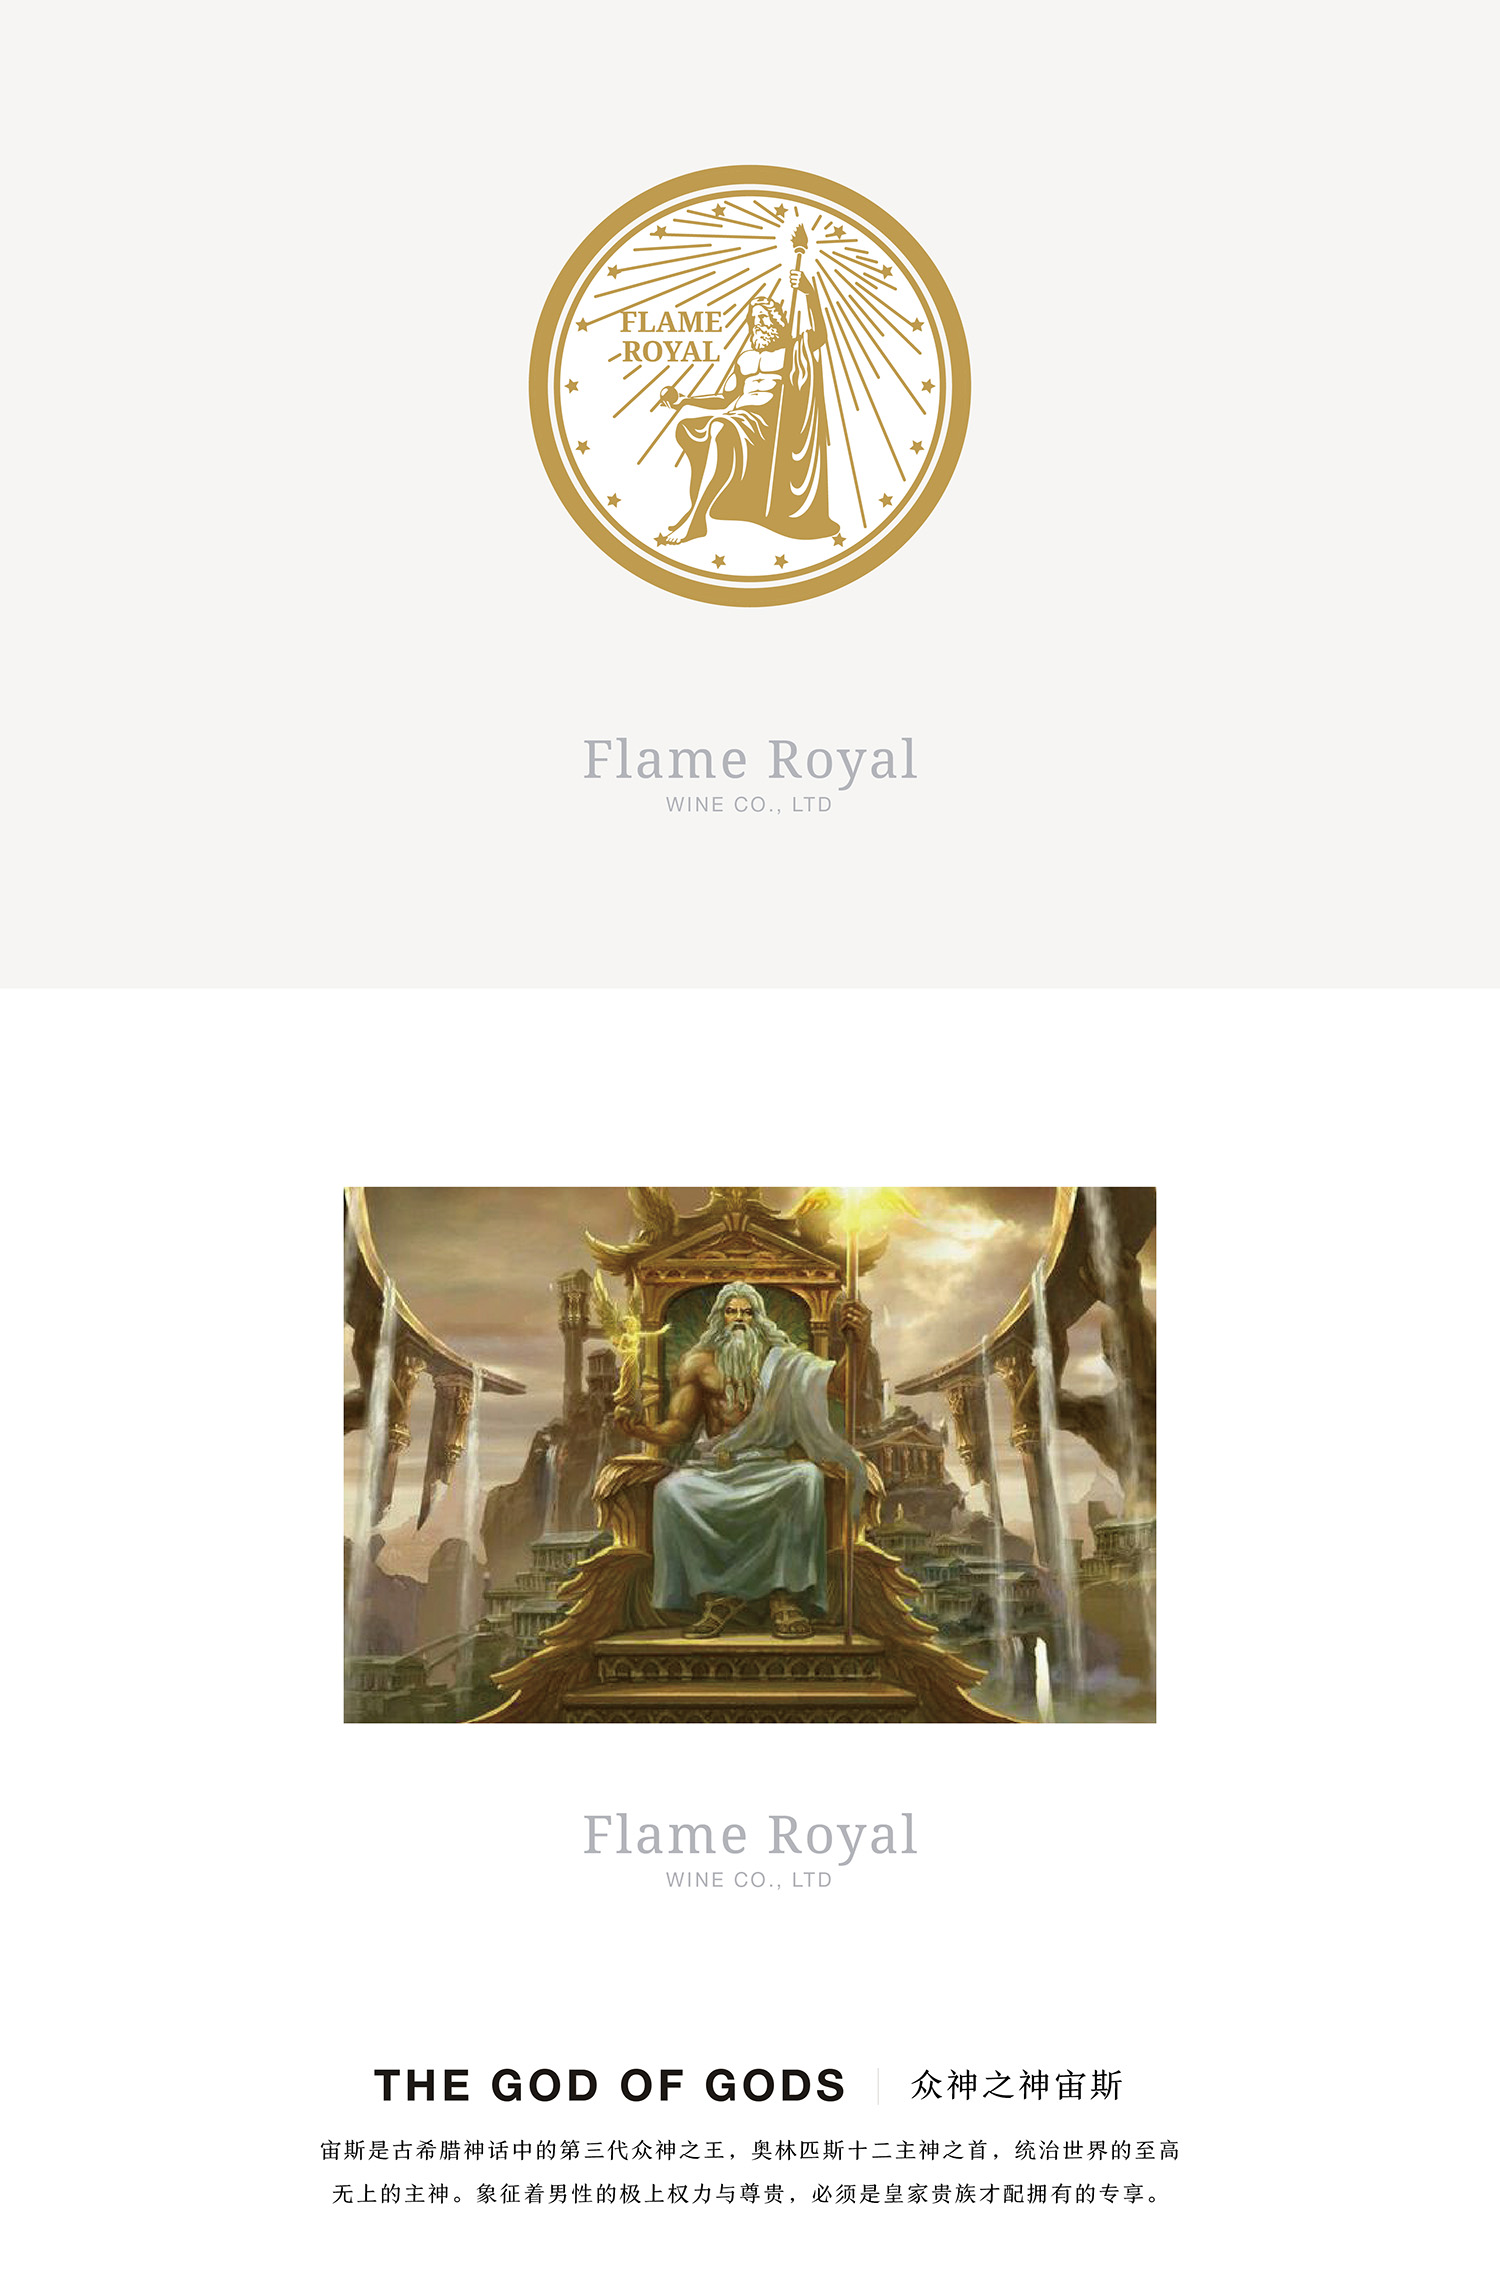 FLAME
ROYAL
Flame Royal
WINE CO., LTD
Flame Royal
WINE CO., LTD
THE GOD OF GODS 众神之神宙斯
宙斯是古希腊神话中的第三代众神之王，奥林匹斯十二主神之首，统治世界的至高
无上的主神。象征着男性的极上权力与尊贵，必须是皇家贵族才配拥有的专享。